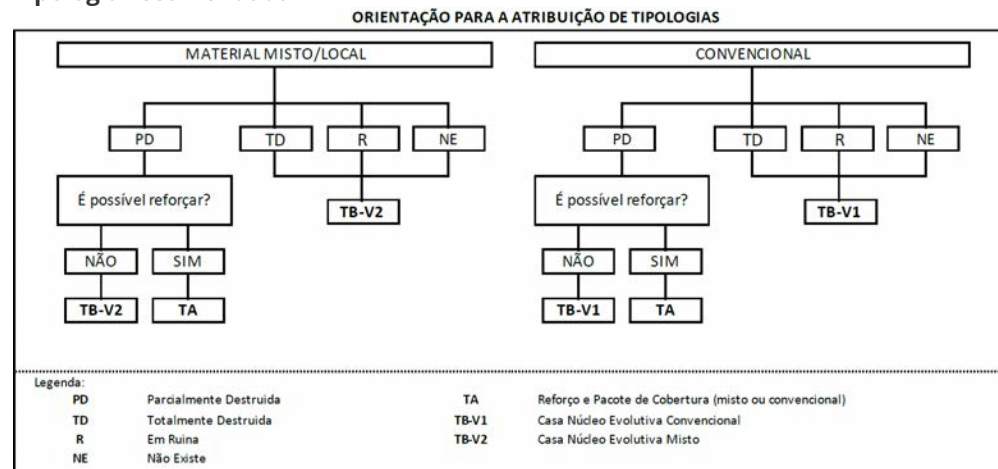 ORIENTAÇÃO PARA A ATRIBUIÇÃO DE TIPOLOGIAS
MATERIAL MISTO/LOCAL
PD TD R NE
É possível reforçar?
TB-V2
NÃO SIM
TB-V2 TA
CONVENCIONAL
PD TD R NE
É possível reforçar?
TB-V1
NÃO SIM
TB-V1 TA
Legenda:
PD Parcialmente Destruida
TD Totalmente Destruida
R Em Ruina
NE Não Existe
TA Reforço e Pacote de Cobertura (misto ou convencional)
TB-V1 Casa Núcleo Evolutiva Convencional
TB-V2 Casa Núcleo Evolutiva Misto